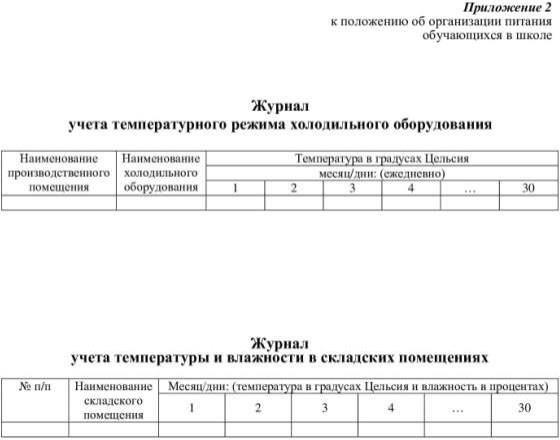 Приложение 2
к положению об организации питания
обучающихся в школе
Журнал
учета температурного режима холодильного оборудования
Наименование производственного помещения
Наименование холодильного оборудования
Температура в градусах Цельсия
месяц/дни: (ежедневно)
1 2 3 4 … 30
Журнал
учета температуры и влажности в складских помещениях
№ п/п
Наименование складского помещения
Месяц/дни: (температура в градусах Цельсия и влажность в процентах)
1 2 3 4 … 30